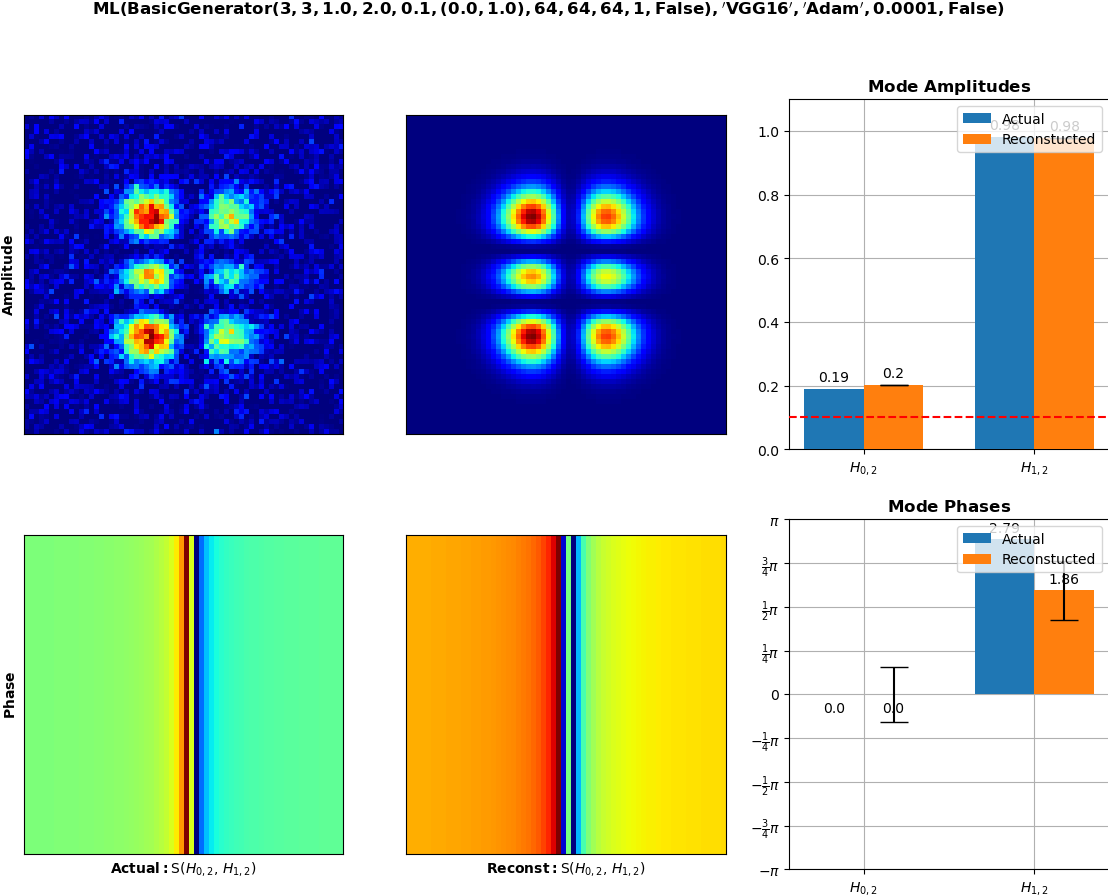 ML(BasicGenerator(3, 3, 1.0, 2.0, 0.1, (0.0, 1.0), 64, 64, 64, 1, False), 'VGG16', 'Adam', 0.0001, False)
Amplitude
Mode Amplitudes
Actual
Reconstucted
0.98
0.98
0.19
0.2
1.0
0.8
0.6
0.4
0.2
0.0
H0, 2
H1, 2
Phase
Actual: S(H0, 2, H1, 2)
Reconst: S(H0, 2, H1, 2)
Mode Phases
Actual
Reconstucted
2.79
1.86
0.0
0.0
π
3/4π
1/2π
1/4π
0
−1/4π
−1/2π
−3/4π
−π
H0, 2
H1, 2